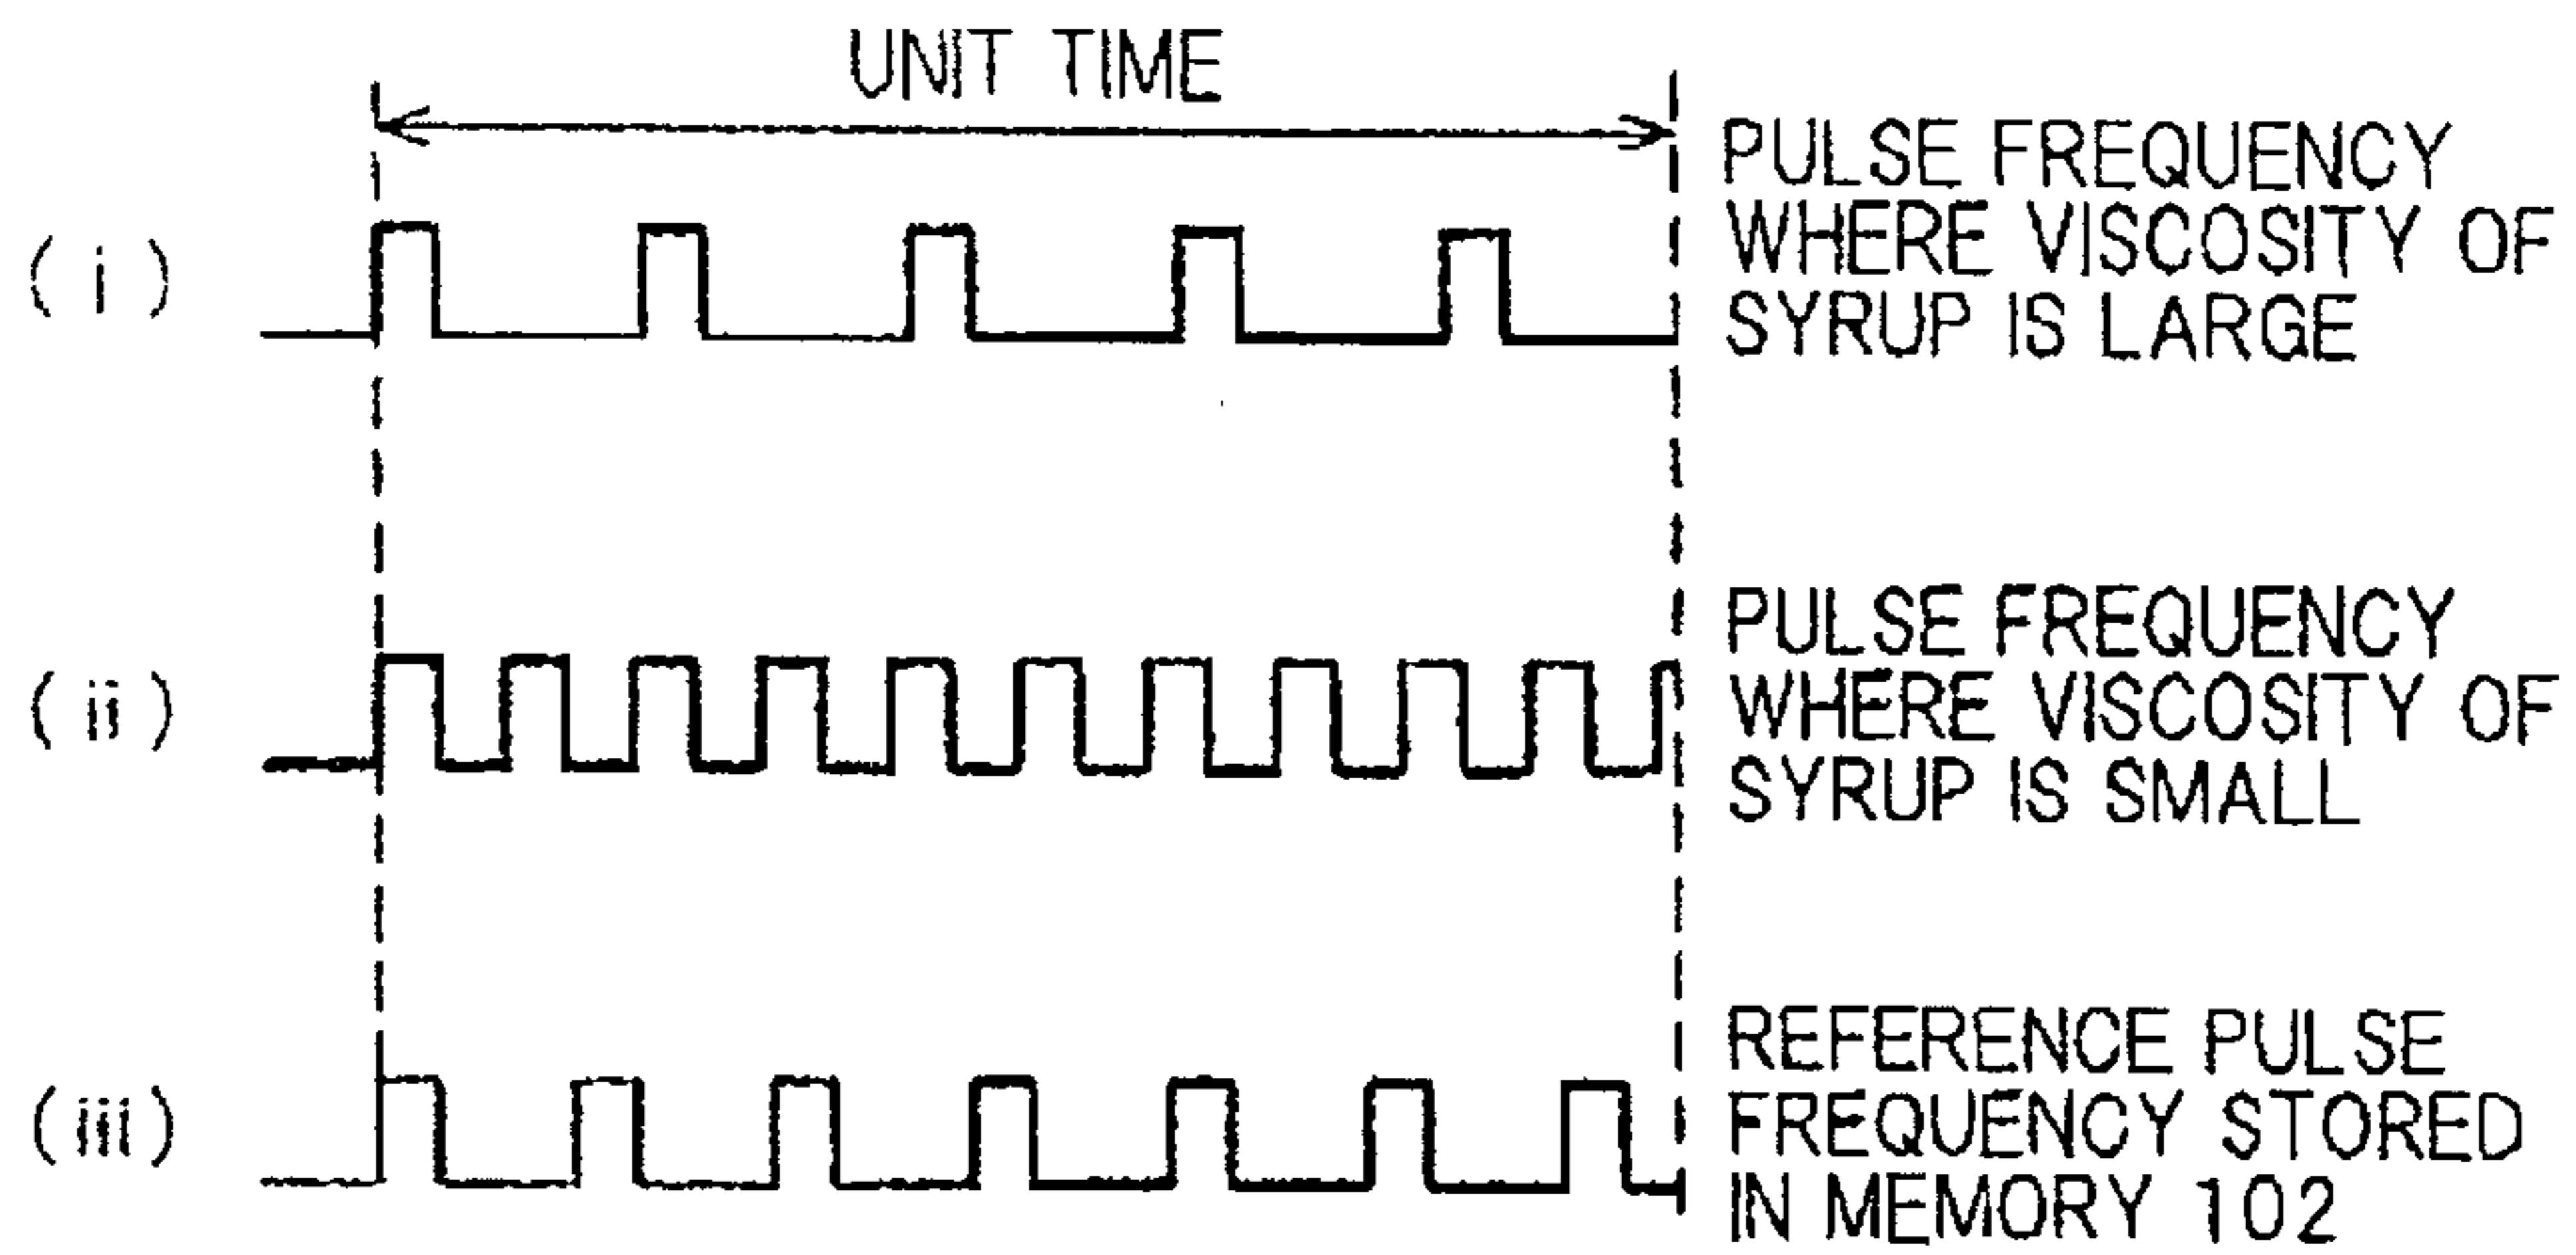 UNIT TIME
(i)
PULSE FREQUENCY
WHERE VISCOSITY OF
SYRUP IS LARGE
(ii)
PULSE FREQUENCY
WHERE VISCOSITY OF
SYRUP IS SMALL
(iii)
REFERENCE PULSE
FREQUENCY STORED
IN MEMORY 102